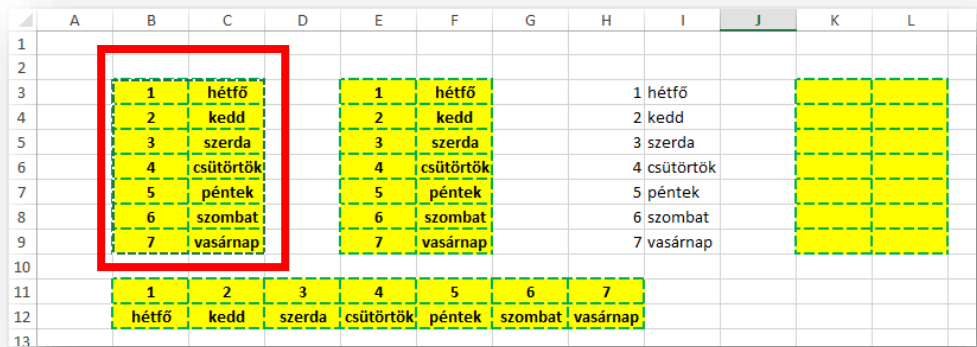 A B C D E F G H I J K L
1
2
3 1 hétfő 1 hétfő 1 hétfő
4 2 kedd 2 kedd 2 kedd
5 3 szerda 3 szerda 3 szerda
6 4 csütörtök 4 csütörtök 4 csütörtök
7 5 péntek 5 péntek 5 péntek
8 6 szombat 6 szombat 6 szombat
9 7 vasárnap 7 vasárnap 7 vasárnap
10
11 1 2 3 4 5 6 7
12 hétfő kedd szerda csütörtök péntek szombat vasárnap
13